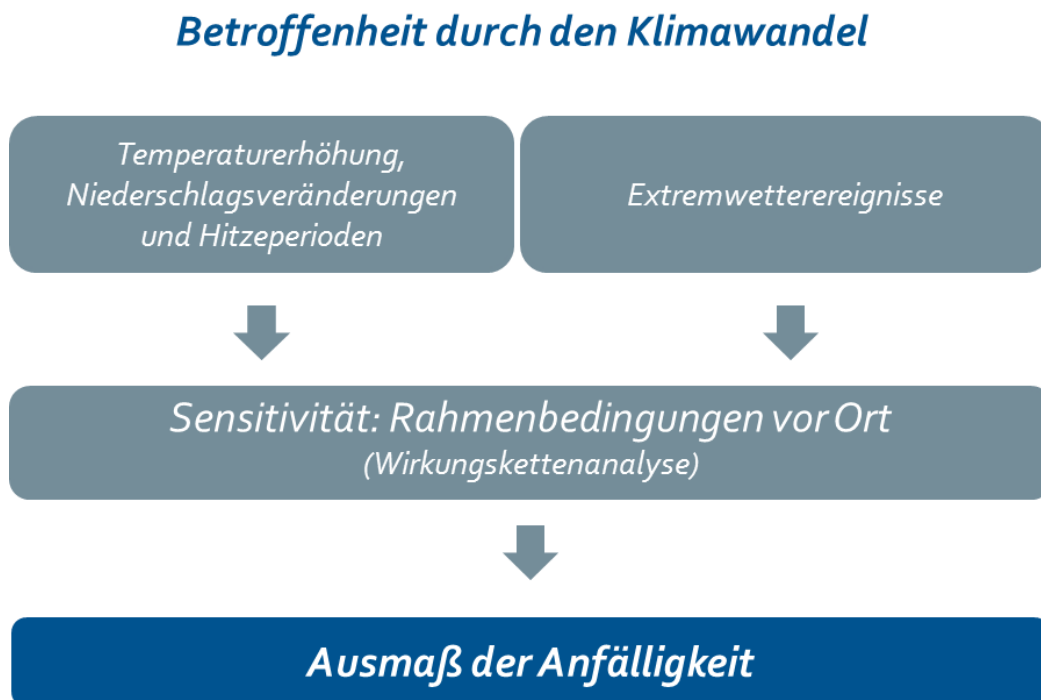 Betroffenheit durch den Klimawandel
Temperaturerhöhung,
Niederschlagsveränderungen
und Hitzeperioden
Extremwetterereignisse
Sensitivität: Rahmenbedingungen vor Ort
(Wirkungskettenanalyse)
Ausmaß der Anfälligkeit